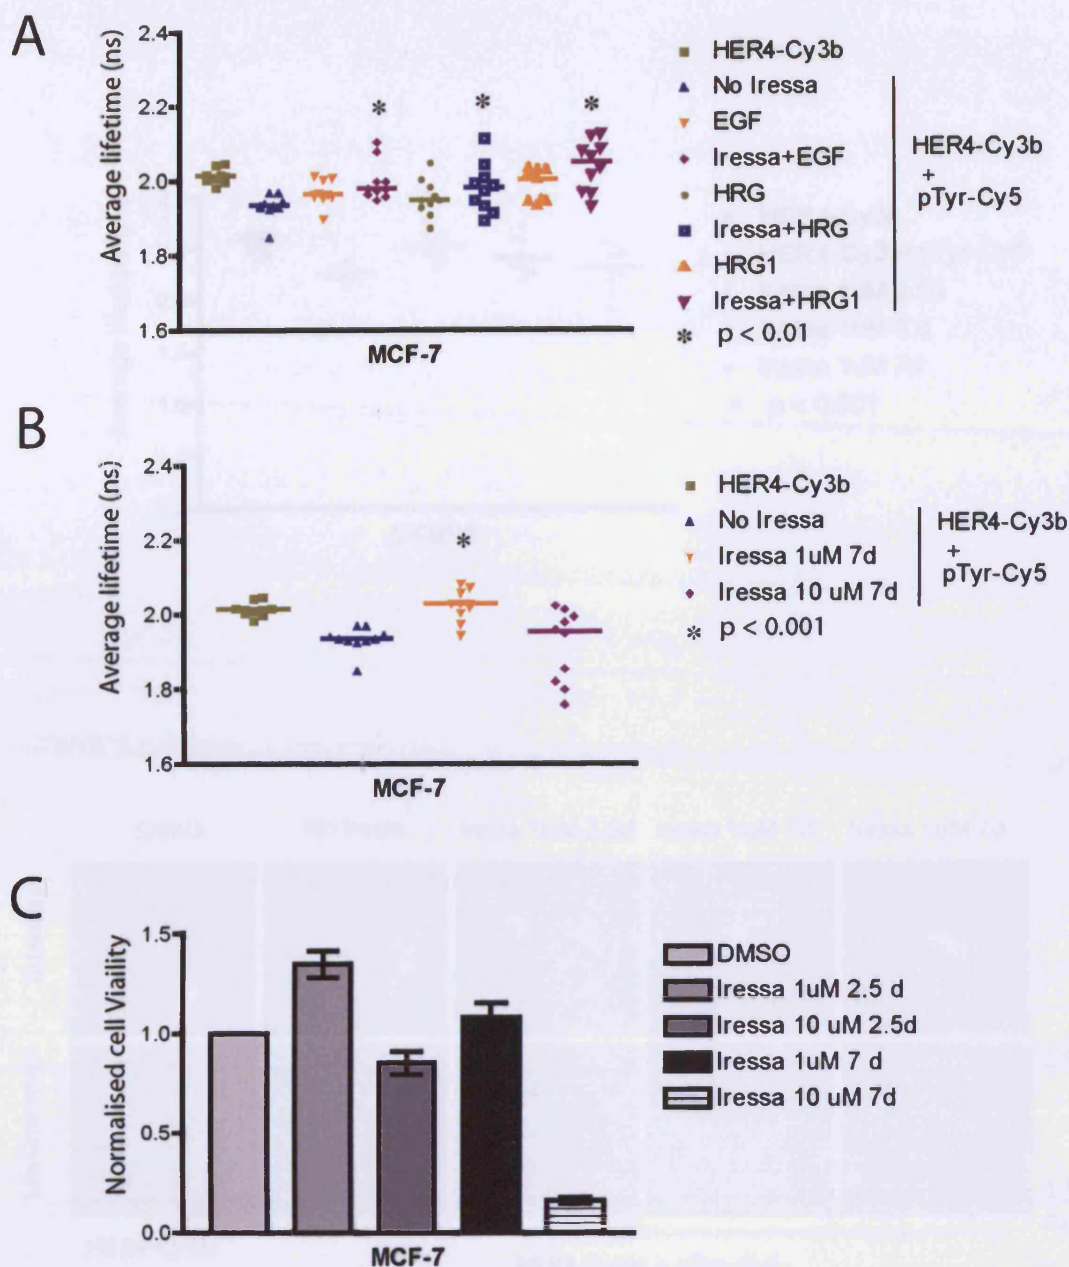 A
Average lifetime (ns)
2.4
2.2
2.0
1.8
1.6
*
*
*
MCF-7
HER4-Cy3b
No Iressa
EGF
Iressa+EGF
HRG
Iressa+HRG
HRG1
Iressa+HRG1
* p < 0.01
HER4-Cy3b
+
pTyr-Cy5
B
Average lifetime (ns)
2.4
2.2
2.0
1.8
1.6
*
MCF-7
HER4-Cy3b
No Iressa
Iressa 1uM 7d
Iressa 10 uM 7d
* p < 0.001
HER4-Cy3b
+
pTyr-Cy5
C
Normalised cell Viaility
1.5
1.0
0.5
0.0
MCF-7
DMSO
Iressa 1uM 2.5 d
Iressa 10 uM 2.5d
Iressa 1uM 7 d
Iressa 10 uM 7d